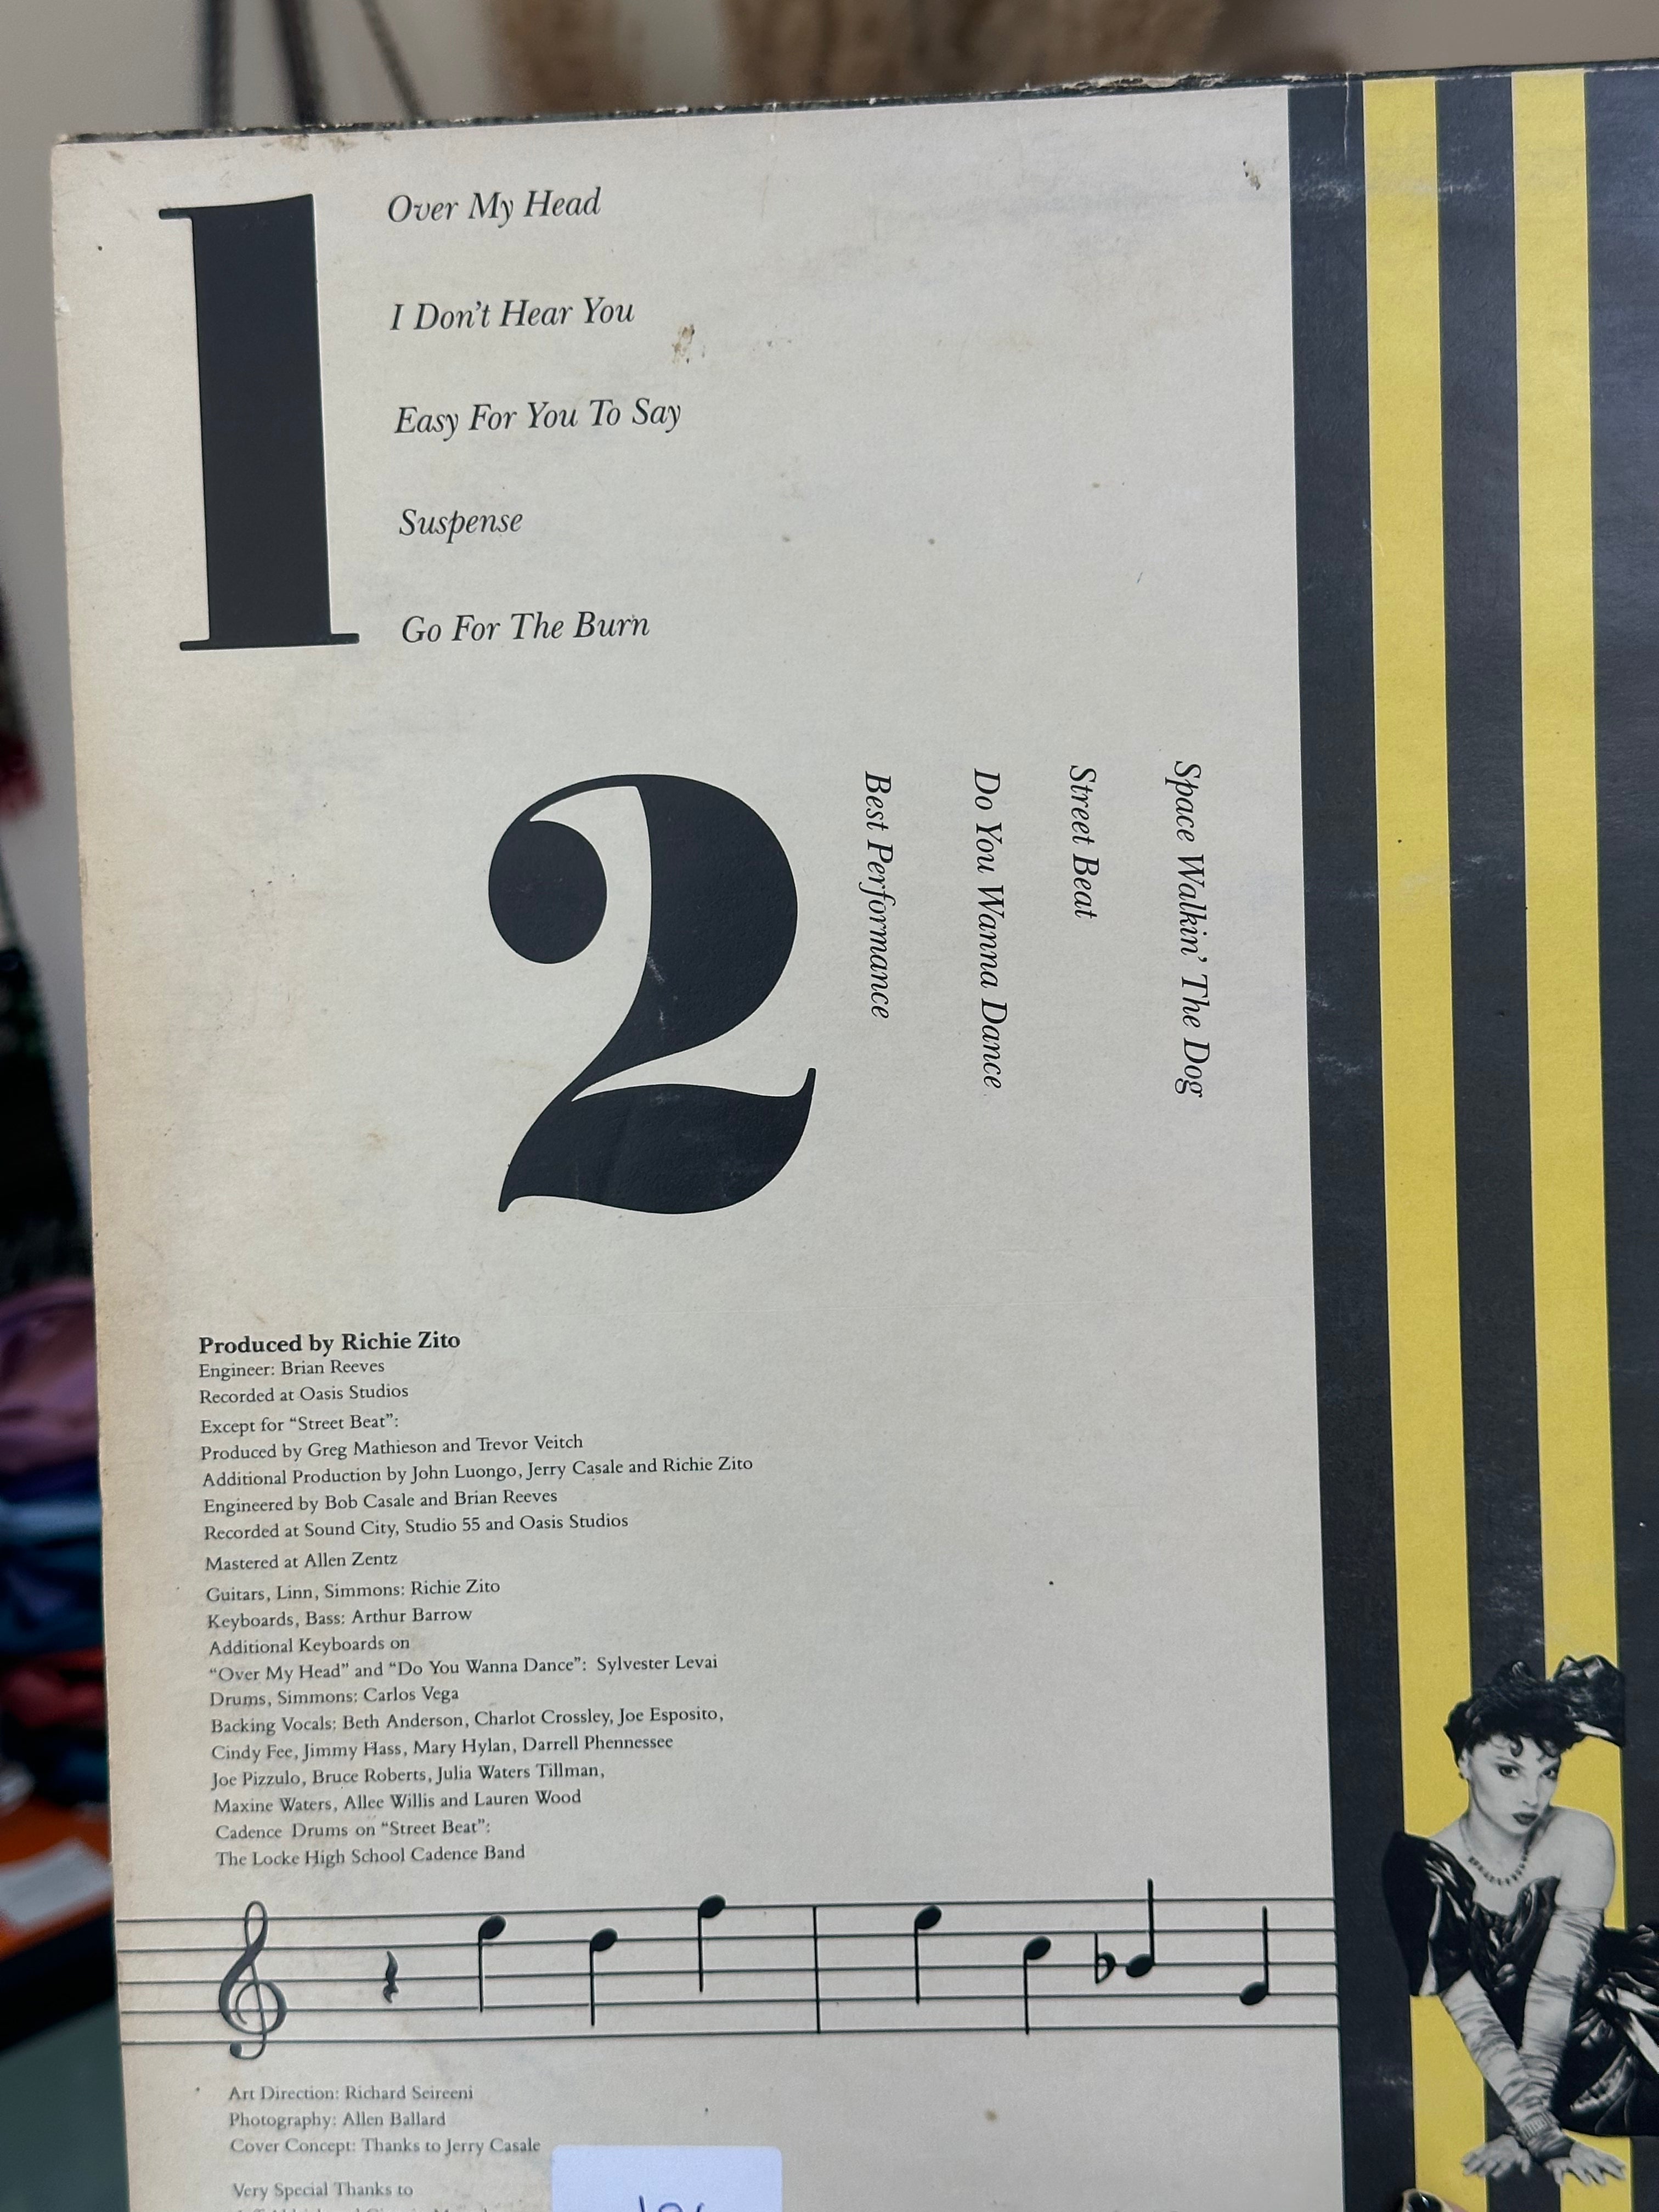 1
Over My Head
I Don't Hear You
Easy For You To Say
Suspense
Go For The Burn
2
Best Performance
Do You Wanna Dance
Street Beat
Space Walkin' The Dog
Produced by Richie Zito
Engineer: Brian Reeves
Recorded at Oasis Studios
Except for “Street Beat”:
Produced by Greg Mathieson and Trevor Veitch
Additional Production by John Luongo, Jerry Casale and Richie Zito
Engineered by Bob Casale and Brian Reeves
Recorded at Sound City, Studio 55 and Oasis Studios
Mastered at Allen Zentz
Guitars, Linn, Simmons: Richie Zito
Keyboards, Bass: Arthur Barrow
Additional Keyboards on
“Over My Head” and “Do You Wanna Dance”: Sylvester Levai
Drums, Simmons: Carlos Vega
Backing Vocals: Beth Anderson, Charlot Crossley, Joe Esposito,
Cindy Fee, Jimmy Hass, Mary Hylan, Darrell Phennessee
Joe Pizzulo, Bruce Roberts, Julia Waters Tillman,
Maxine Waters, Allee Willis and Lauren Wood
Cadence Drums on “Street Beat”:
The Locke High School Cadence Band
Art Direction: Richard Seireeni
Photography: Allen Ballard
Cover Concept: Thanks to Jerry Casale
Very Special Thanks to